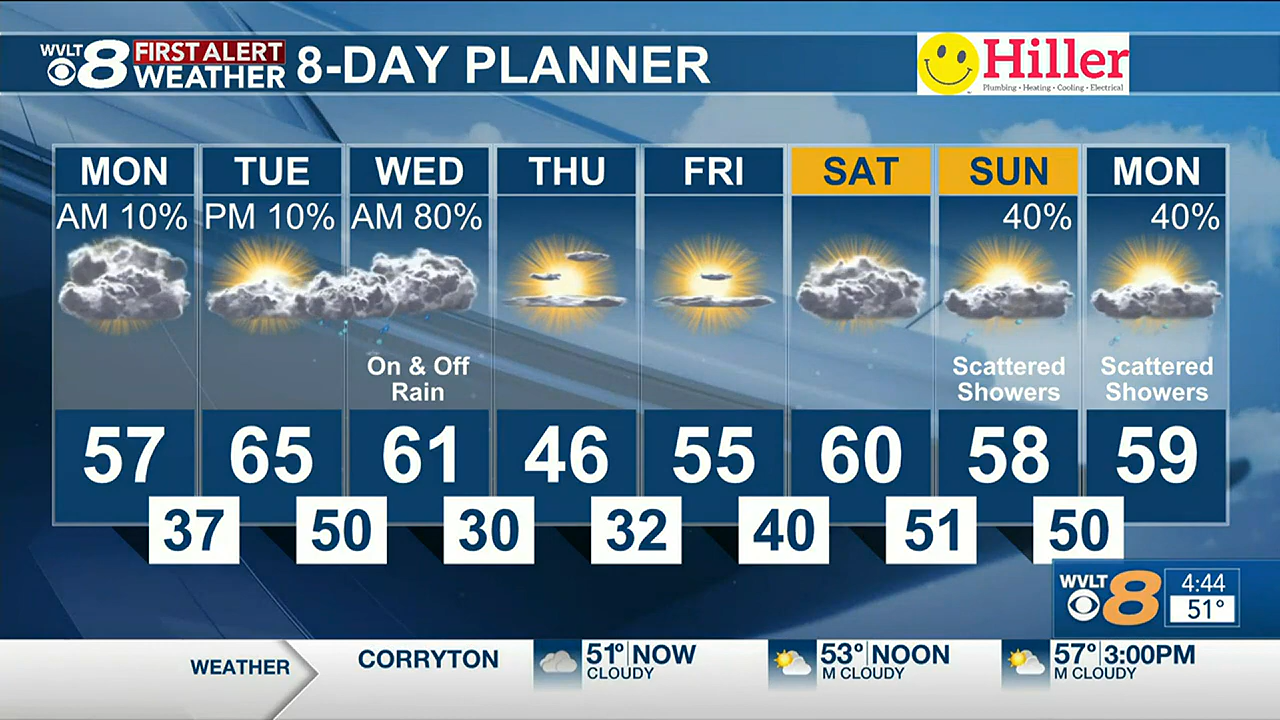 WVLT 8 FIRST ALERT WEATHER
8-DAY PLANNER
Hiller
Plumbing • Heating • Cooling • Electrical
MON TUE WED THU FRI SAT SUN MON
AM 10% PM 10% AM 80% 40% 40%
On & Off Scattered Scattered
Rain Showers Showers
57 65 61 46 55 60 58 59
37 50 30 32 40 51 50
WVLT 8 4:44
51°
WEATHER CORRYTON 51° NOW 53° NOON 57° 3:00PM
CLOUDY M CLOUDY M CLOUDY